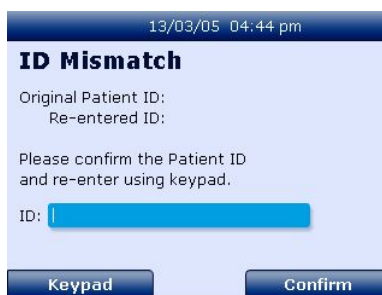 13/03/05 04:44 pm
ID Mismatch
Original Patient ID:
Re-entered ID:
Please confirm the Patient ID
and re-enter using keypad.
ID:
Keypad
Confirm